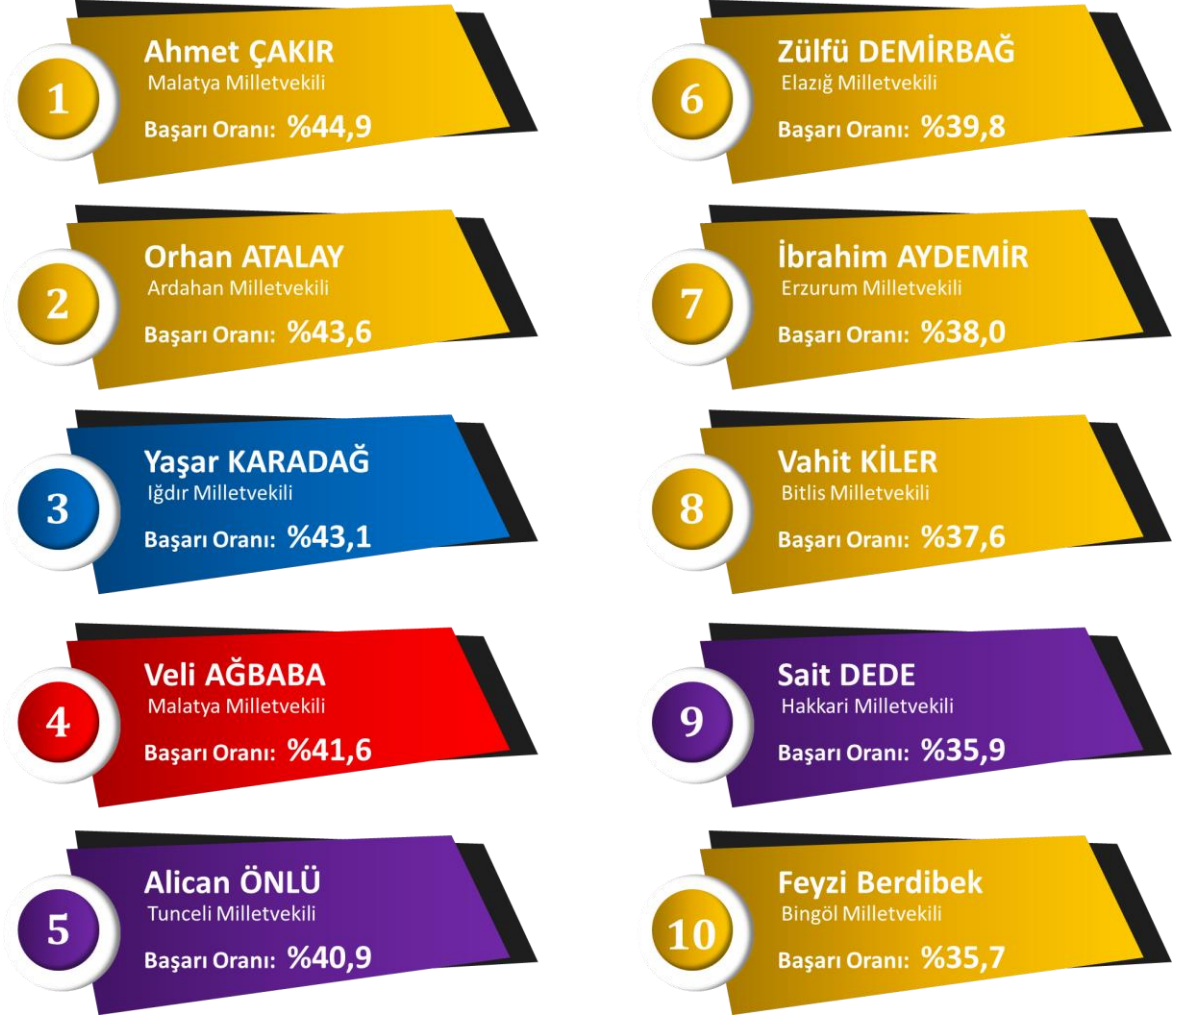 1
Ahmet ÇAKIR
Malatya Milletvekili
Başarı Oranı: %44,9
2
Orhan ATALAY
Ardahan Milletvekili
Başarı Oranı: %43,6
3
Yaşar KARADAĞ
Iğdır Milletvekili
Başarı Oranı: %43,1
4
Veli AĞBABA
Malatya Milletvekili
Başarı Oranı: %41,6
5
Alican ÖNLÜ
Tunceli Milletvekili
Başarı Oranı: %40,9
6
Zülfü DEMİRBAĞ
Elazığ Milletvekili
Başarı Oranı: %39,8
7
İbrahim AYDEMİR
Erzurum Milletvekili
Başarı Oranı: %38,0
8
Vahit KİLER
Bitlis Milletvekili
Başarı Oranı: %37,6
9
Sait DEDE
Hakkari Milletvekili
Başarı Oranı: %35,9
10
Feyzi Berdibek
Bingöl Milletvekili
Başarı Oranı: %35,7